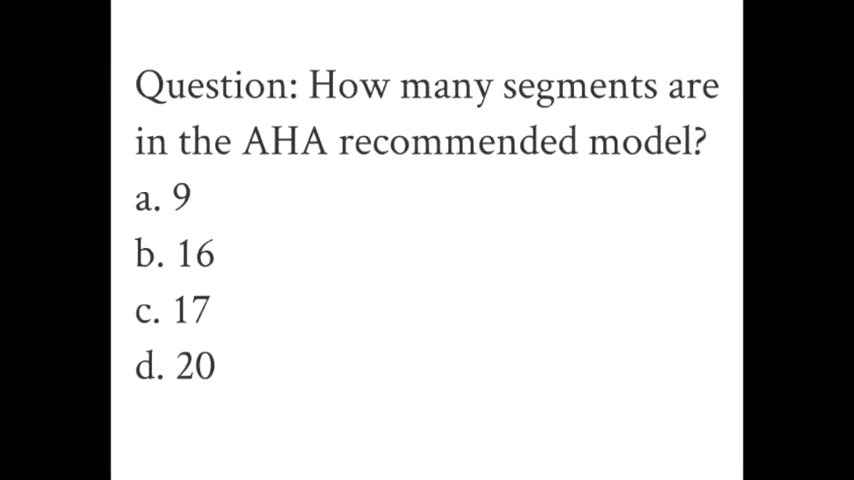 Question: How many segments are
in the AHA recommended model?
a. 9
b. 16
c. 17
d. 20